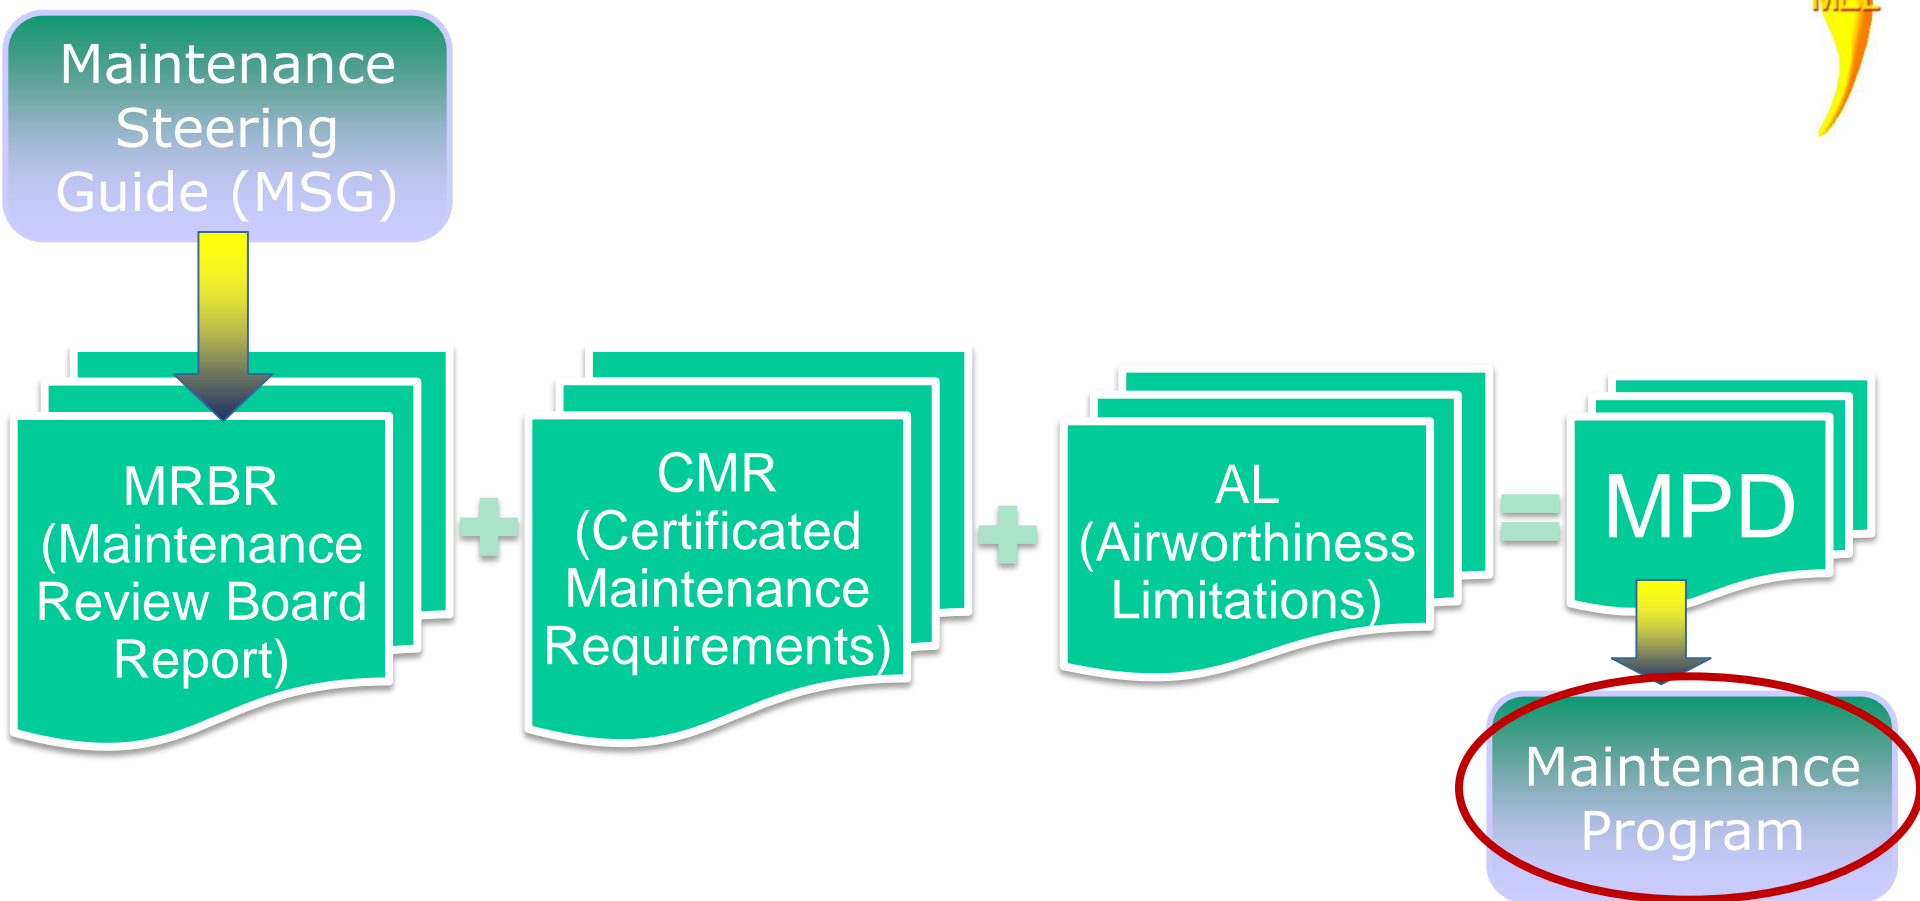 Maintenance
Steering
Guide (MSG)
MRBR
(Maintenance
Review Board
Report)
CMR
(Certificated
Maintenance
Requirements)
AL
(Airworthiness
Limitations)
MPD
Maintenance
Program